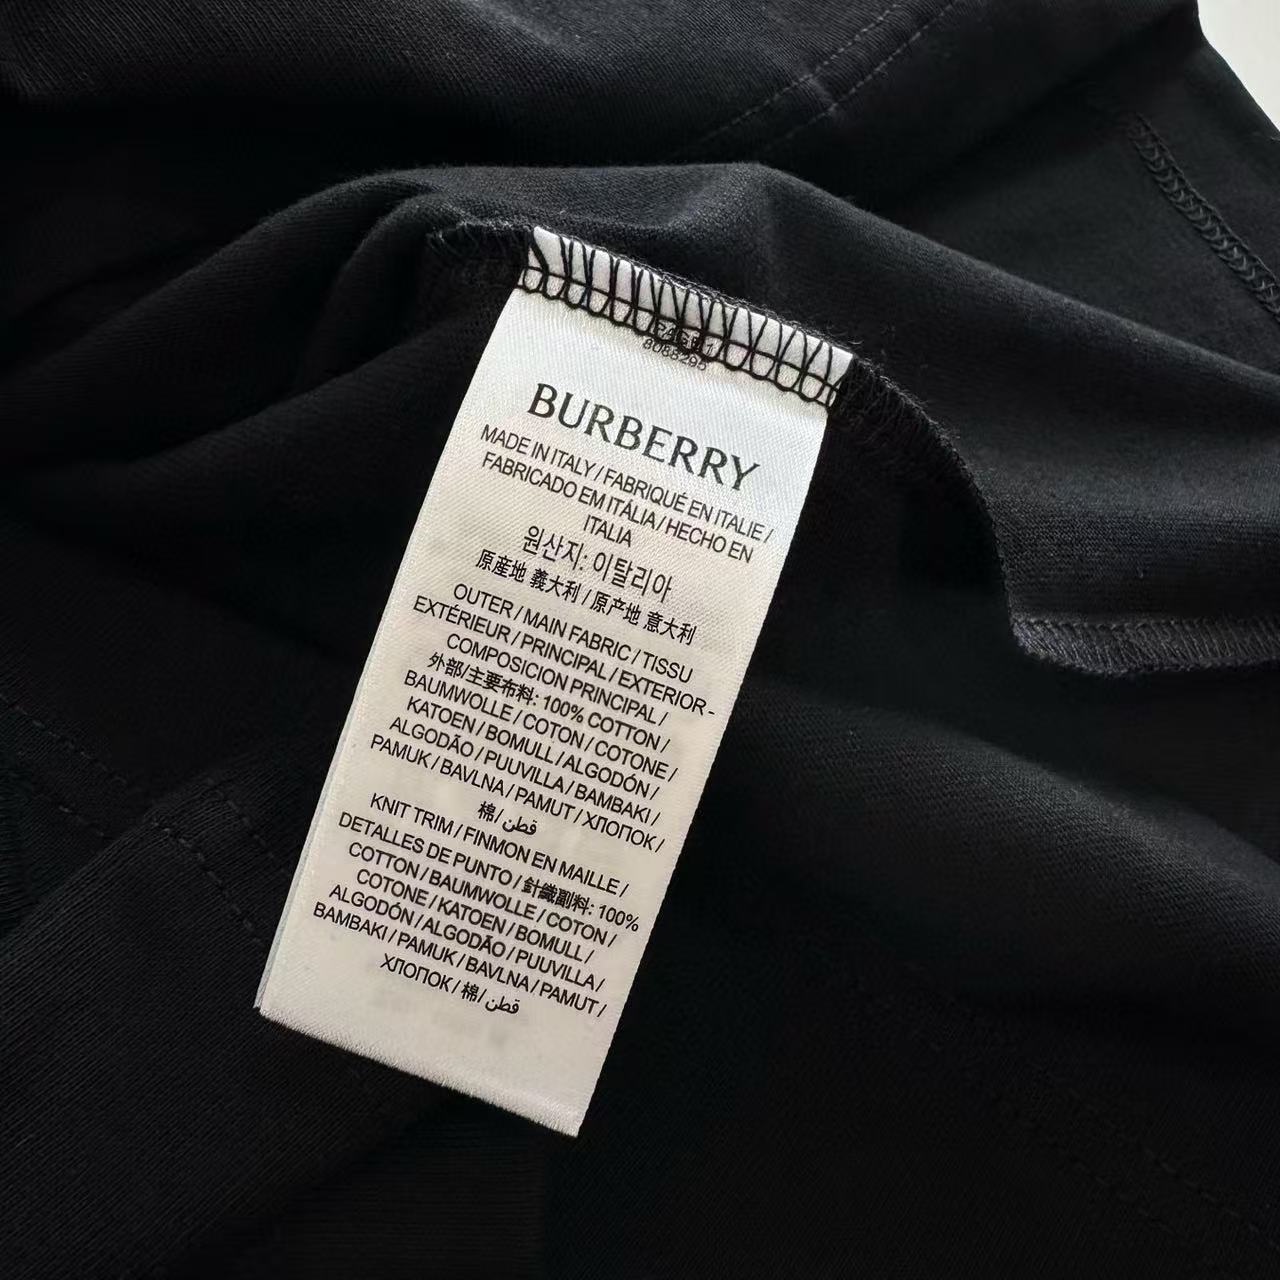 PAGE 1
8088295
BURBERRY
MADE IN ITALY / FABRIQUÉ EN ITALIE /
FABRICADO EM ITÁLIA / HECHO EN
ITALIA
원산지: 이탈리아
原産地 義大利 / 原产地 意大利
OUTER / MAIN FABRIC / TISSU
EXTÉRIEUR / PRINCIPAL / EXTERIOR -
COMPOSICION PRINCIPAL /
外部/主要布料: 100% COTTON /
BAUMWOLLE / COTON / COTONE /
KATOEN / BOMULL / ALGODÓN /
ALGODÃO / PUUVILLA / BAMBAKI /
PAMUK / BAVLNA / PAMUT / ХЛОПОК /
棉 / قطن
KNIT TRIM / FINMON EN MAILLE /
DETALLES DE PUNTO / 針織副料: 100%
COTTON / BAUMWOLLE / COTON /
COTONE / KATOEN / BOMULL /
ALGODÓN / ALGODÃO / PUUVILLA /
BAMBAKI / PAMUK / BAVLNA / PAMUT /
ХЛОПОК / 棉 / قطن